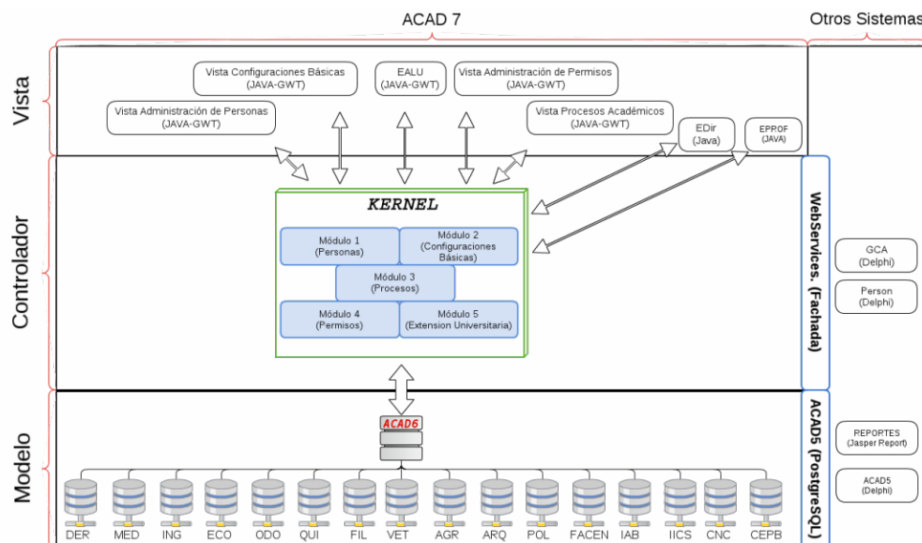 ACAD 7
Otros Sistemas
Vista
Vista Configuraciones Básicas
(JAVA-GWT)
EALU
(JAVA-GWT)
Vista Administración de Permisos
(JAVA-GWT)
Vista Administración de Personas
(JAVA-GWT)
Vista Procesos Académicos
(JAVA-GWT)
EDir
(Java)
EPROF
(JAVA)
Controlador
KERNEL
Módulo 1
(Personas)
Módulo 2
(Configuraciones
Básicas)
Módulo 3
(Procesos)
Módulo 4
(Permisos)
Módulo 5
(Extension Universitaria)
WebServices. (Fachada)
GCA
(Delphi)
Person
(Delphi)
Modelo
ACAD6
ACAD5 (PostgreSQL)
REPORTES
(Jasper Report)
ACAD5
(Delphi)
DER MED ING ECO ODO QUI FIL VET AGR ARQ POL FACEN IAB IICS CNC CEPB